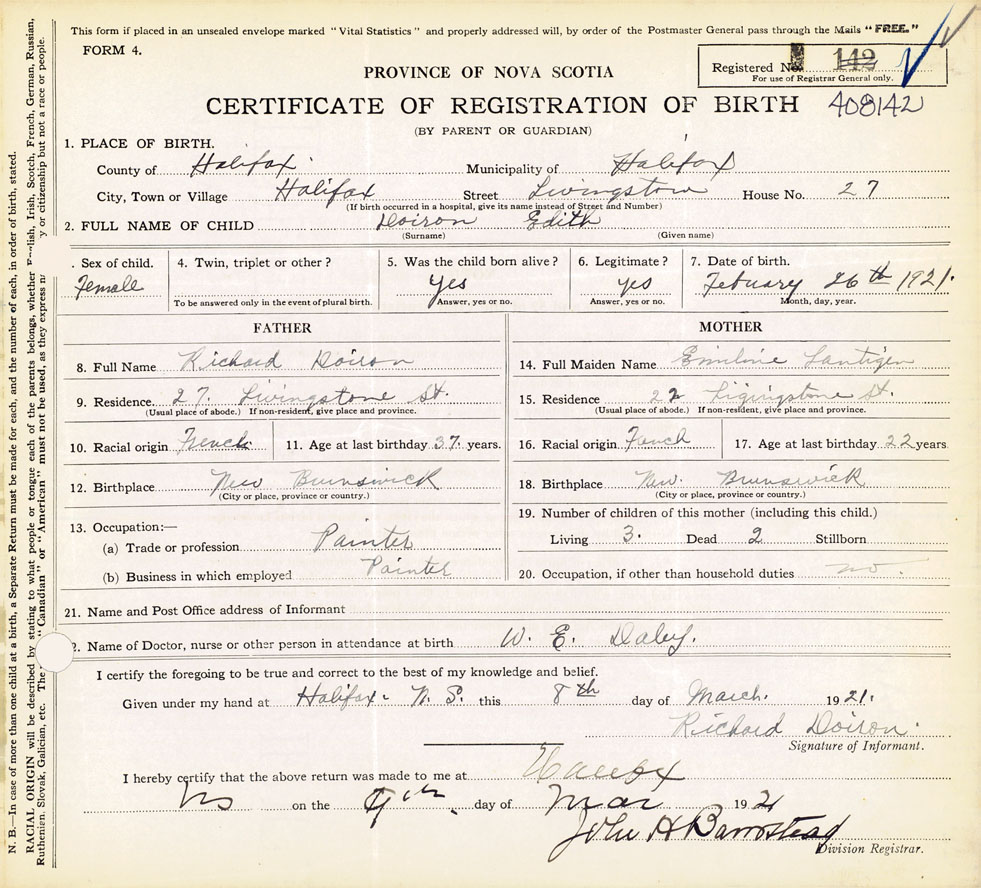 This form if placed in an unsealed envelope marked "Vital Statistics" and properly addressed will, by order of the Postmaster General pass through the Mails "FREE."
FORM 4.
Registered No. 142
For use of Registrar General only.
PROVINCE OF NOVA SCOTIA
CERTIFICATE OF REGISTRATION OF BIRTH 408142
(BY PARENT OR GUARDIAN)
1. PLACE OF BIRTH.
County of Halifax Municipality of Halifax
City, Town or Village Halifax Street Livingstone House No. 27
(If birth occurred in a hospital, give its name instead of Street and Number)
2. FULL NAME OF CHILD Doiron Edith
(Surname) (Given name)
. Sex of child. 4. Twin, triplet or other? 5. Was the child born alive? 6. Legitimate? 7. Date of birth.
Female yes yes February 26th 1921.
To be answered only in the event of plural birth. Answer, yes or no. Answer, yes or no. Month, day, year.
FATHER
8. Full Name Richard Doiron
9. Residence. 27. Livingstone St.
(Usual place of abode.) If non-resident, give place and province.
10. Racial origin French 11. Age at last birthday 37. years.
12. Birthplace New Brunswick
(City or place, province or country.)
13. Occupation:—
(a) Trade or profession Painter
(b) Business in which employed Painter
MOTHER
14. Full Maiden Name
15. Residence 22 St.
(Usual place of abode.) If non-resident, give place and province.
16. Racial origin French 17. Age at last birthday 22 years
18. Birthplace New. Brunswick
(City or place, province or country.)
19. Number of children of this mother (including this child.)
Living 3. Dead 2 Stillborn
20. Occupation, if other than household duties no.
21. Name and Post Office address of Informant
2. Name of Doctor, nurse or other person in attendance at birth W. E. Daley.
I certify the foregoing to be true and correct to the best of my knowledge and belief.
Given under my hand at Halifax. N. S. this 8th day of March. 1921.
Richard Doiron.
Signature of Informant.
I hereby certify that the above return was made to me at Halifax
NS on the 9th. day of Mar 1921
John H Barnstead
Division Registrar.
N. B.—In case of more than one child at a birth, a Separate Return must be made for each, and the number of each, in order of birth, stated.
RACIAL ORIGIN will be described by stating to what people or tongue each of the parents belongs, whether lish, Irish, Scotch, French, German, Russian,
Ruthenian, Slovak, Galician, etc. The "Canadian" or "American" must not be used, as they express n y or citizenship but not a race or people.